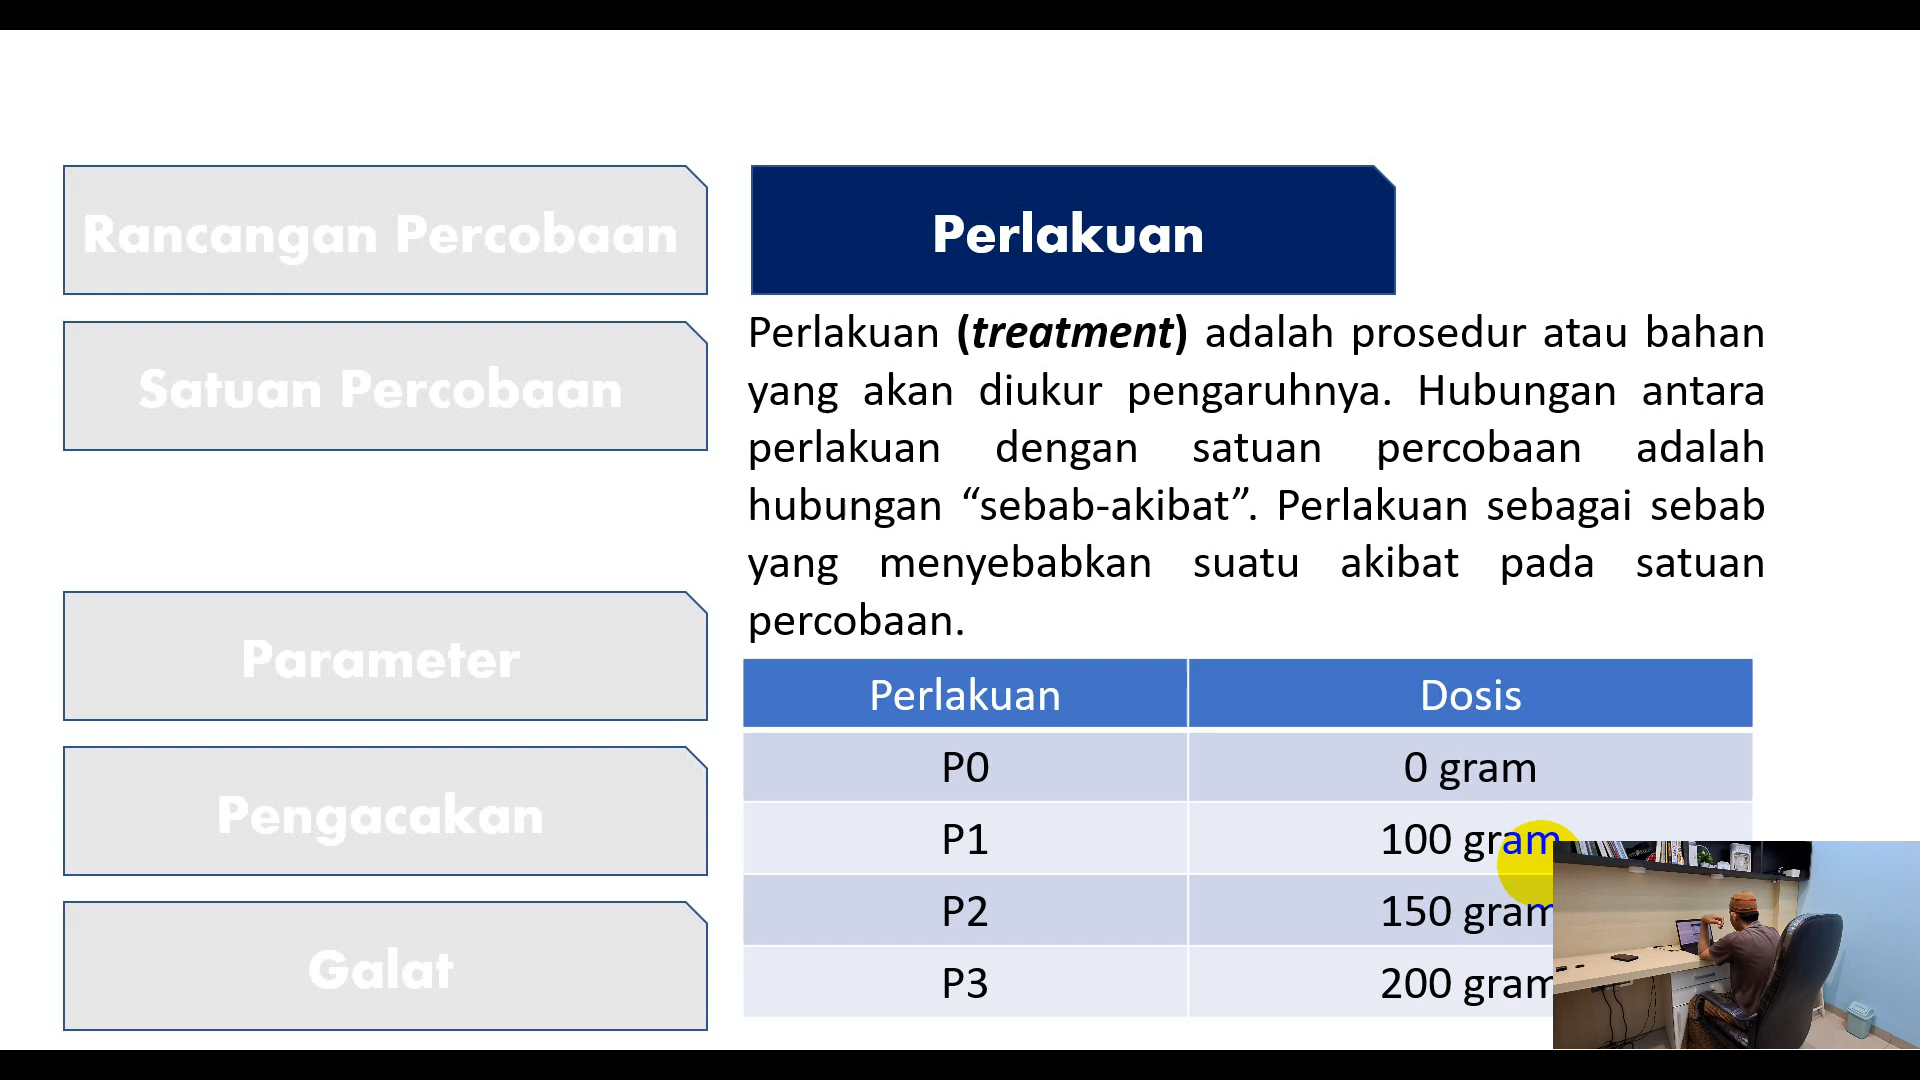 Rancangan Percobaan
Satuan Percobaan
Parameter
Pengacakan
Galat
Perlakuan
Perlakuan (treatment) adalah prosedur atau bahan
yang akan diukur pengaruhnya. Hubungan antara
perlakuan dengan satuan percobaan adalah
hubungan “sebab-akibat”. Perlakuan sebagai sebab
yang menyebabkan suatu akibat pada satuan
percobaan.
Perlakuan Dosis
P0 0 gram
P1 100 gram
P2 150 gram
P3 200 gram